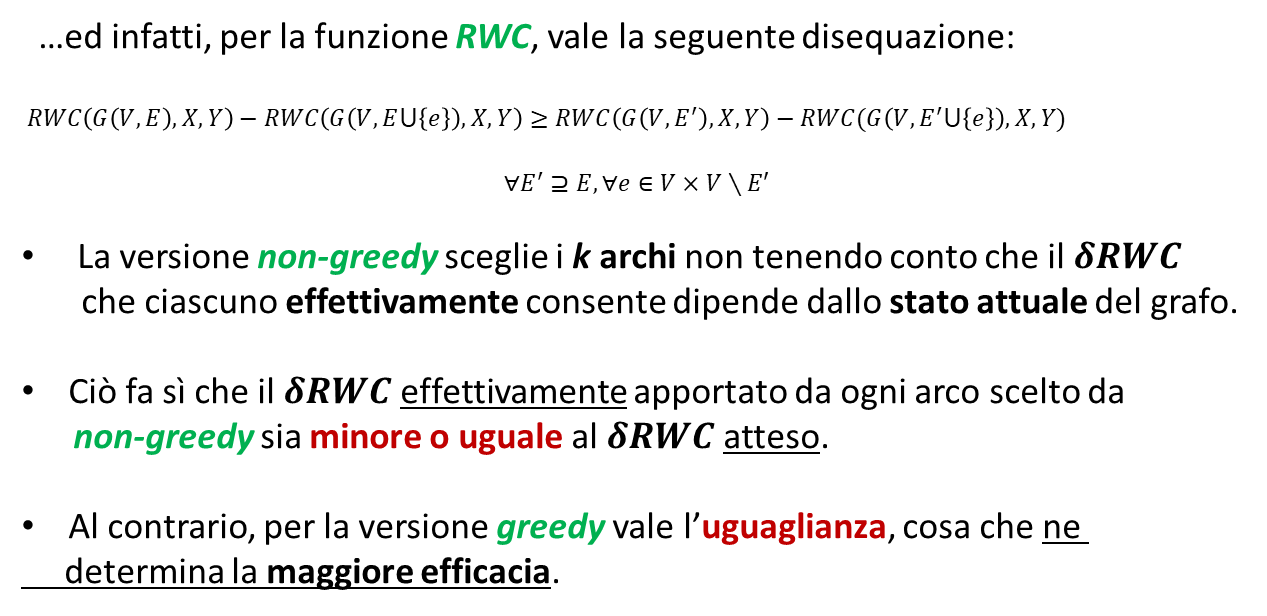 ...ed infatti, per la funzione RWC, vale la seguente disequazione:
RWC(G(V, E), X, Y) − RWC(G(V, E∪{e}), X, Y) ≥ RWC(G(V, E′), X, Y) − RWC(G(V, E′∪{e}), X, Y)
∀E′ ⊇ E, ∀e ∈ V × V ∖ E′
• La versione non-greedy sceglie i k archi non tenendo conto che il δRWC
che ciascuno effettivamente consente dipende dallo stato attuale del grafo.
• Ciò fa sì che il δRWC effettivamente apportato da ogni arco scelto da
non-greedy sia minore o uguale al δRWC atteso.
• Al contrario, per la versione greedy vale l’uguaglianza, cosa che ne
determina la maggiore efficacia.